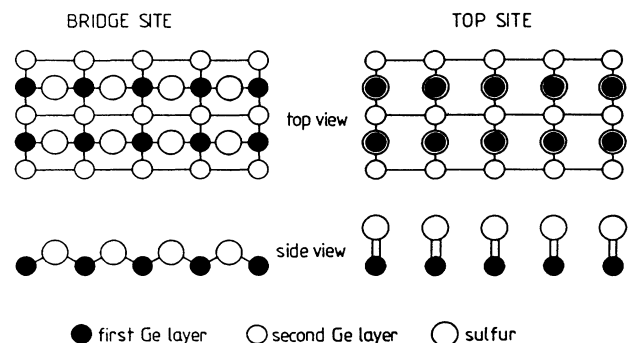 BRIDGE SITE
TOP SITE
top view
side view
first Ge layer
second Ge layer
sulfur